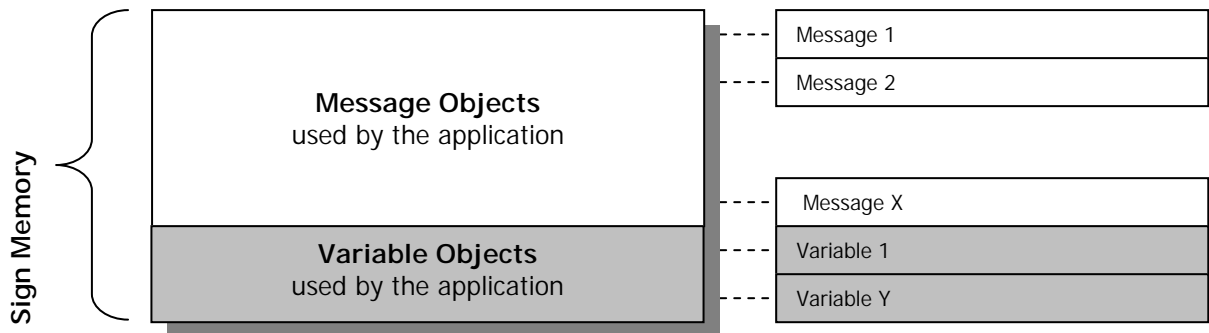 Sign Memory
Message Objects
used by the application
Variable Objects
used by the application
Message 1
Message 2
Message X
Variable 1
Variable Y